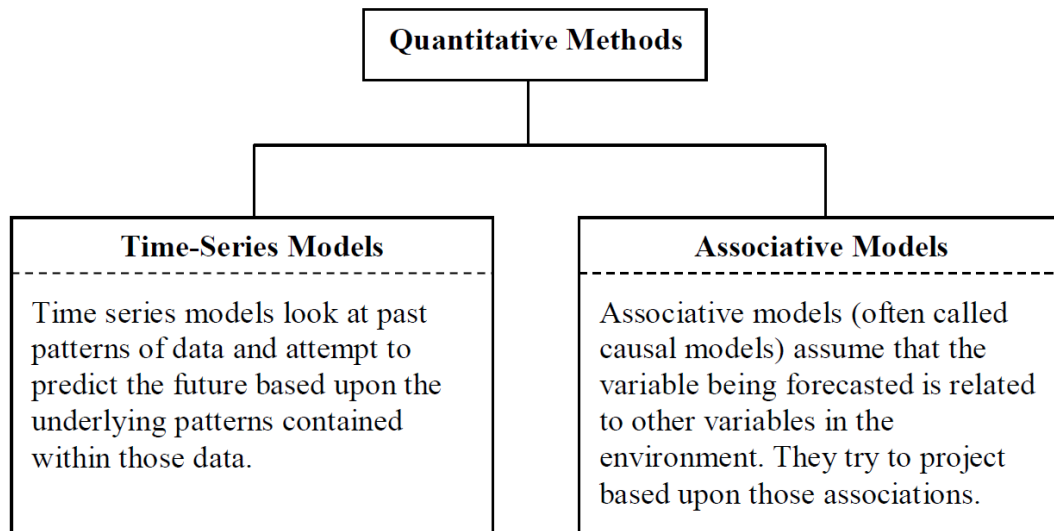 Quantitative Methods
Time-Series Models
Time series models look at past
patterns of data and attempt to
predict the future based upon the
underlying patterns contained
within those data.
Associative Models
Associative models (often called
causal models) assume that the
variable being forecasted is related
to other variables in the
environment. They try to project
based upon those associations.